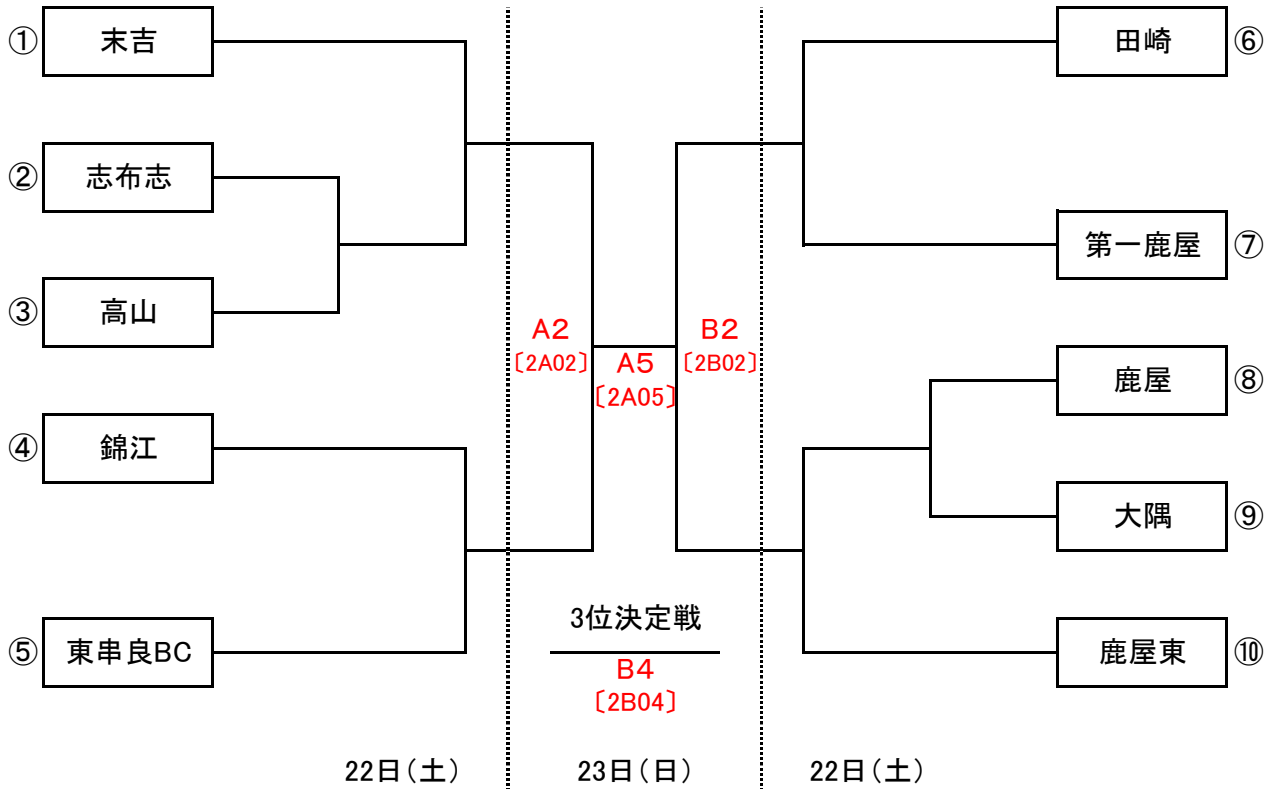 ① 末吉
② 志布志
③ 高山
④ 錦江
⑤ 東串良BC
A2
〔2A02〕
A5
〔2A05〕
B2
〔2B02〕
3位決定戦
B4
〔2B04〕
田崎 ⑥
第一鹿屋 ⑦
鹿屋 ⑧
大隅 ⑨
鹿屋東 ⑩
22日(土) 23日(日) 22日(土)